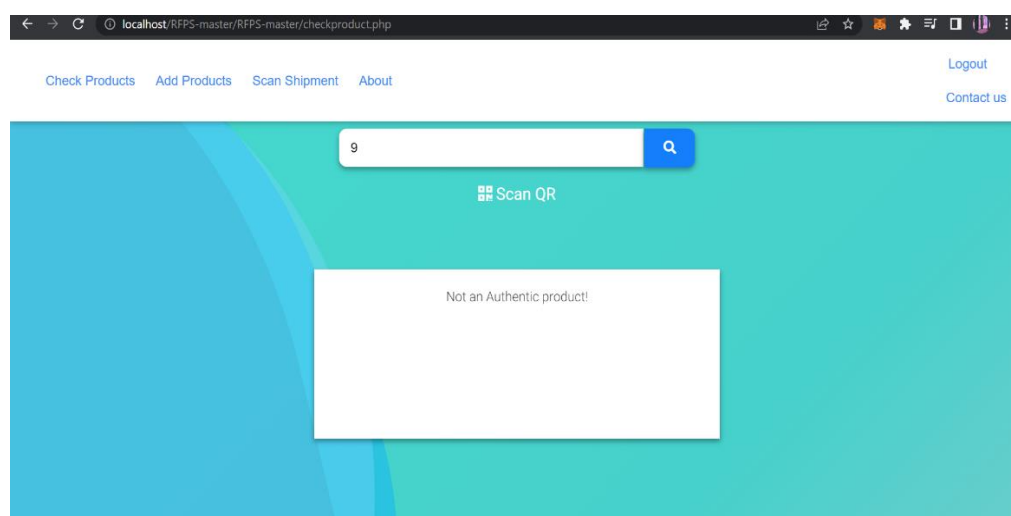 localhost/RFPS-master/RFPS-master/checkproduct.php
Check Products Add Products Scan Shipment About
Logout
Contact us
9
Scan QR
Not an Authentic product!